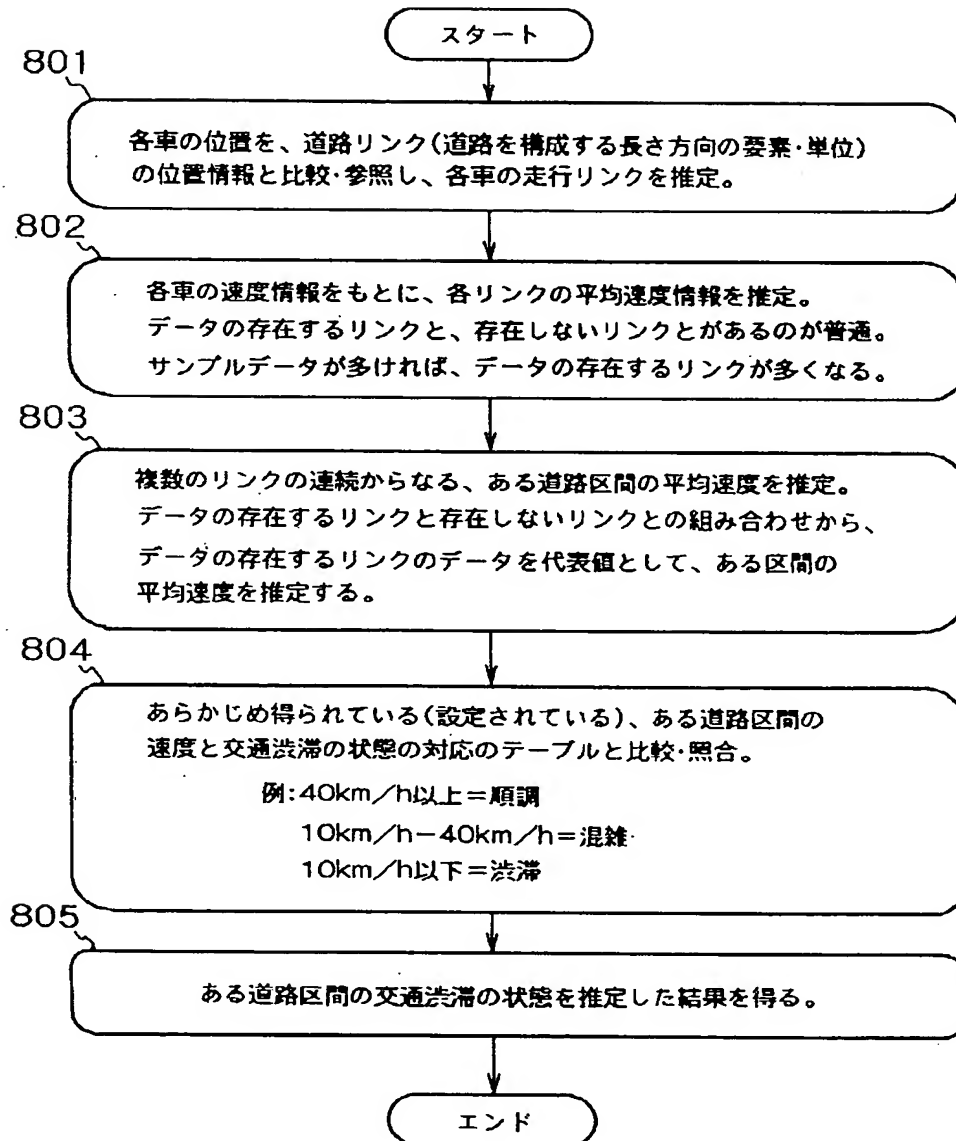 スタート
801
各車の位置を、道路リンク(道路を構成する長さ方向の要素・単位)
の位置情報と比較・参照し、各車の走行リンクを推定。
802
各車の速度情報をもとに、各リンクの平均速度情報を推定。
データの存在するリンクと、存在しないリンクとがあるのが普通。
サンプルデータが多ければ、データの存在するリンクが多くなる。
803
複数のリンクの連続からなる、ある道路区間の平均速度を推定。
データの存在するリンクと存在しないリンクとの組み合わせから、
データの存在するリンクのデータを代表値として、ある区間の
平均速度を推定する。
804
あらかじめ得られている(設定されている)、ある道路区間の
速度と交通渋滞の状態の対応のテーブルと比較・照合。
例:40km/h以上=順調
10km/h-40km/h=混雑
10km/h以下=渋滞
805
ある道路区間の交通渋滞の状態を推定した結果を得る。
エンド